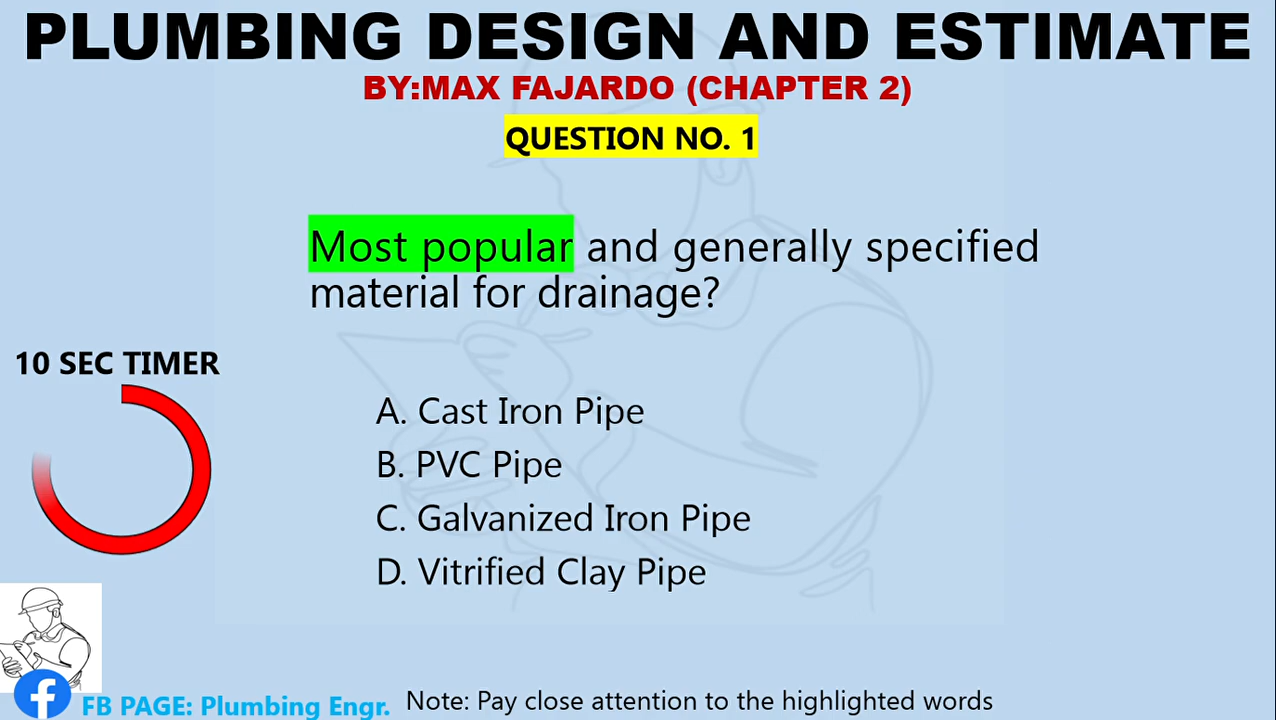 PLUMBING DESIGN AND ESTIMATE
BY:MAX FAJARDO (CHAPTER 2)
QUESTION NO. 1
Most popular and generally specified
material for drainage?
10 SEC TIMER
A. Cast Iron Pipe
B. PVC Pipe
C. Galvanized Iron Pipe
D. Vitrified Clay Pipe
FB PAGE: Plumbing Engr.
Note: Pay close attention to the highlighted words